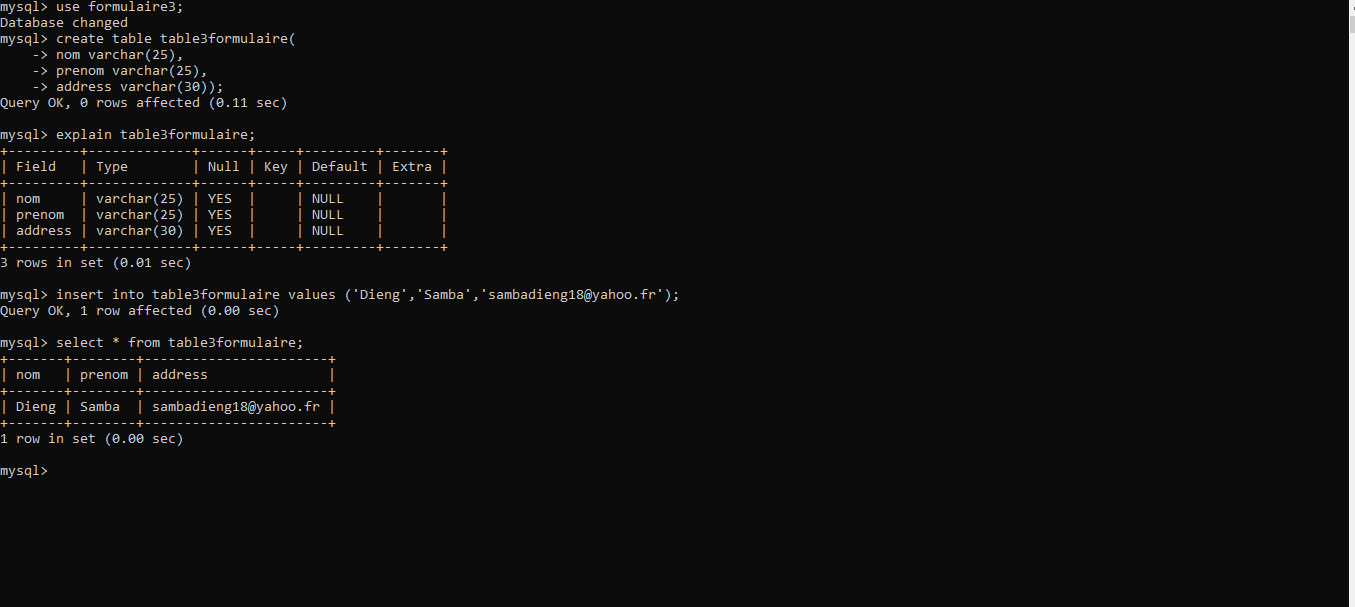 mysql> use formulaire3;
Database changed
mysql> create table table3formulaire(
    -> nom varchar(25),
    -> prenom varchar(25),
    -> address varchar(30));
Query OK, 0 rows affected (0.11 sec)

mysql> explain table3formulaire;
+---------+-------------+------+-----+---------+-------+
| Field   | Type        | Null | Key | Default | Extra |
+---------+-------------+------+-----+---------+-------+
| nom     | varchar(25) | YES  |     | NULL    |       |
| prenom  | varchar(25) | YES  |     | NULL    |       |
| address | varchar(30) | YES  |     | NULL    |       |
+---------+-------------+------+-----+---------+-------+
3 rows in set (0.01 sec)

mysql> insert into table3formulaire values ('Dieng','Samba','sambadieng18@yahoo.fr');
Query OK, 1 row affected (0.00 sec)

mysql> select * from table3formulaire;
+-------+--------+-----------------------+
| nom   | prenom | address               |
+-------+--------+-----------------------+
| Dieng | Samba  | sambadieng18@yahoo.fr |
+-------+--------+-----------------------+
1 row in set (0.00 sec)

mysql>